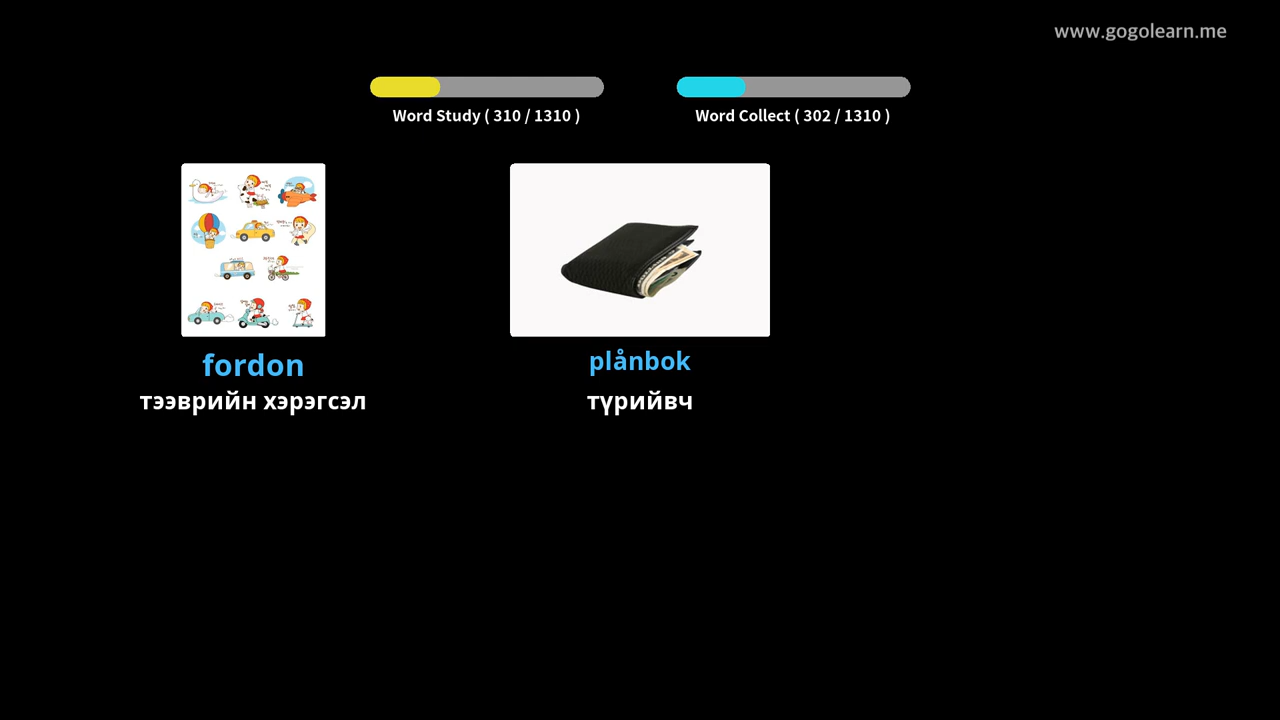 www.gogolearn.me
Word Study ( 310 / 1310 )
Word Collect ( 302 / 1310 )
fordon
plånbok
тээврийн хэрэгсэл
түрийвч